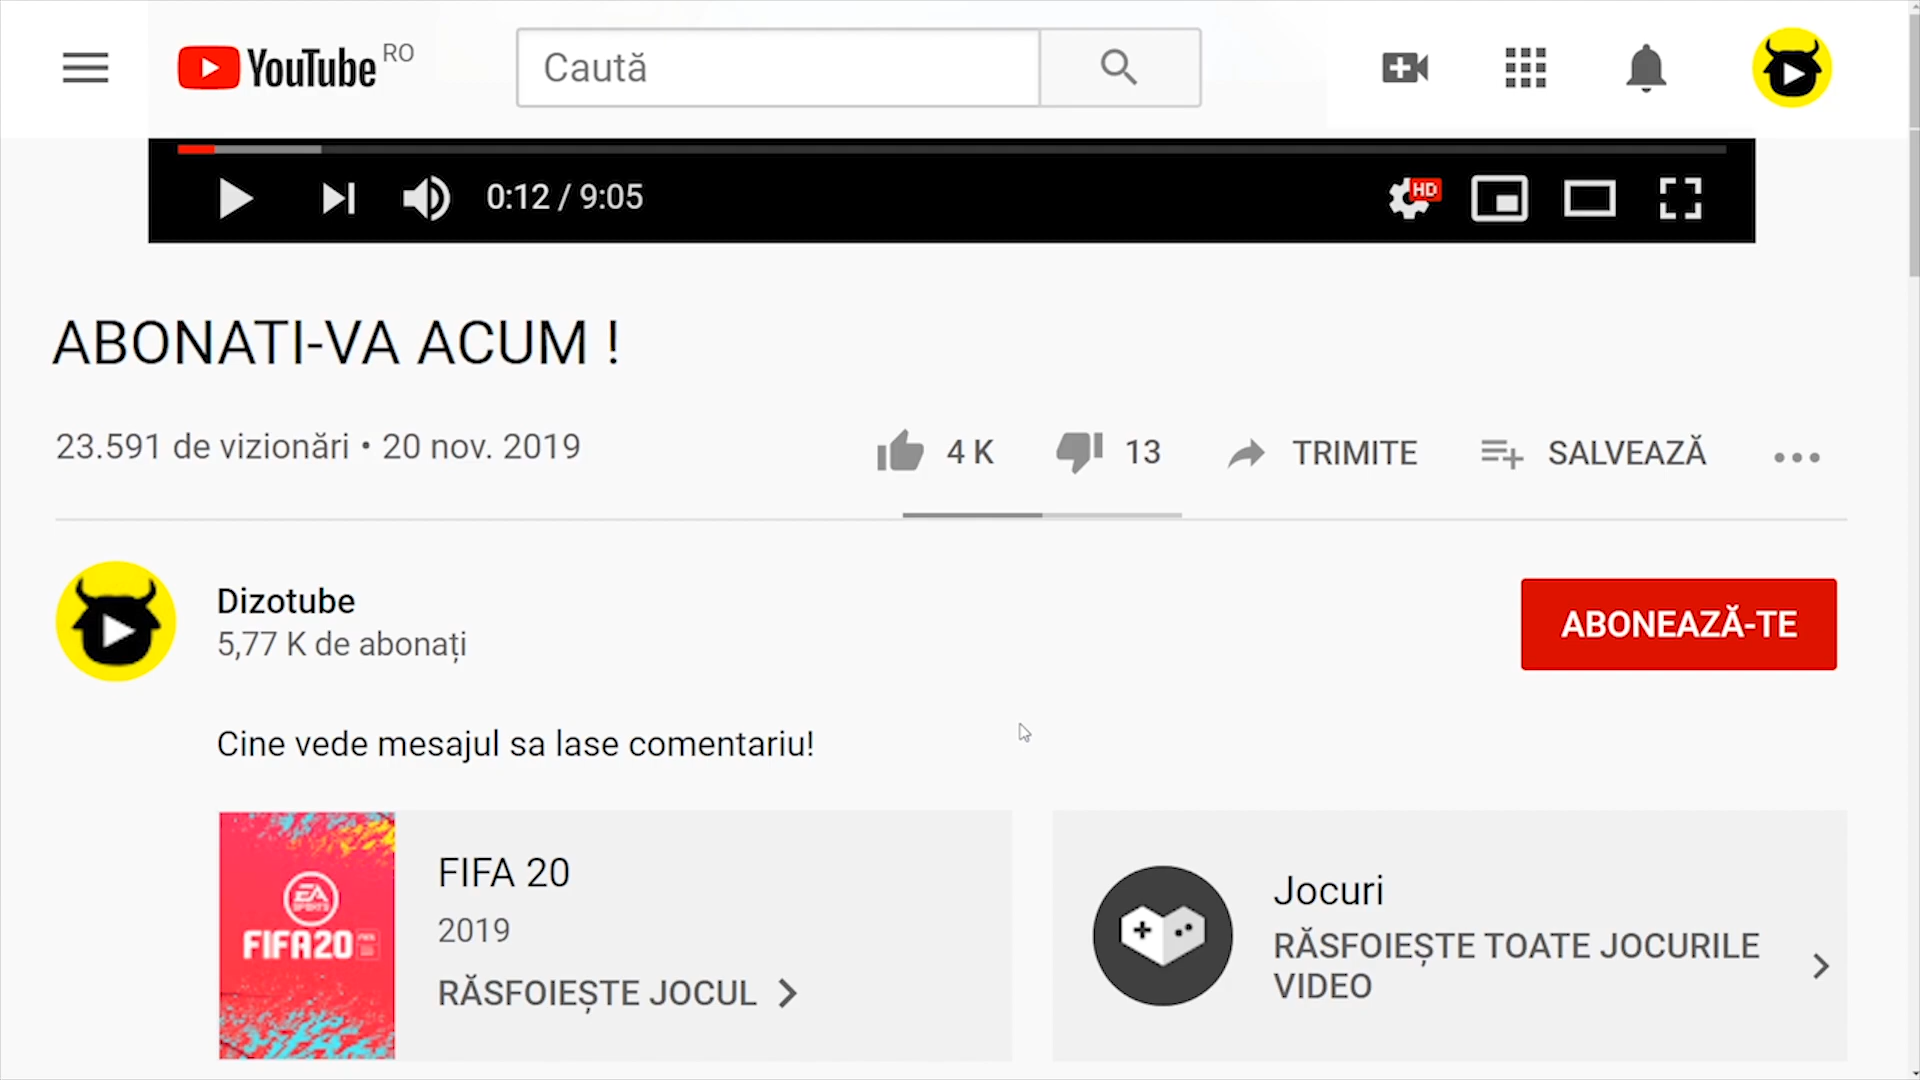 YouTube RO
Caută
0:12 / 9:05
HD
ABONATI-VA ACUM !
23.591 de vizionări • 20 nov. 2019
4 K
13
TRIMITE
SALVEAZĂ
Dizotube
5,77 K de abonați
ABONEAZĂ-TE
Cine vede mesajul sa lase comentariu!
EA
SPORTS
FIFA20
FIFA 20
2019
RĂSFOIEȘTE JOCUL
Jocuri
RĂSFOIEȘTE TOATE JOCURILE
VIDEO